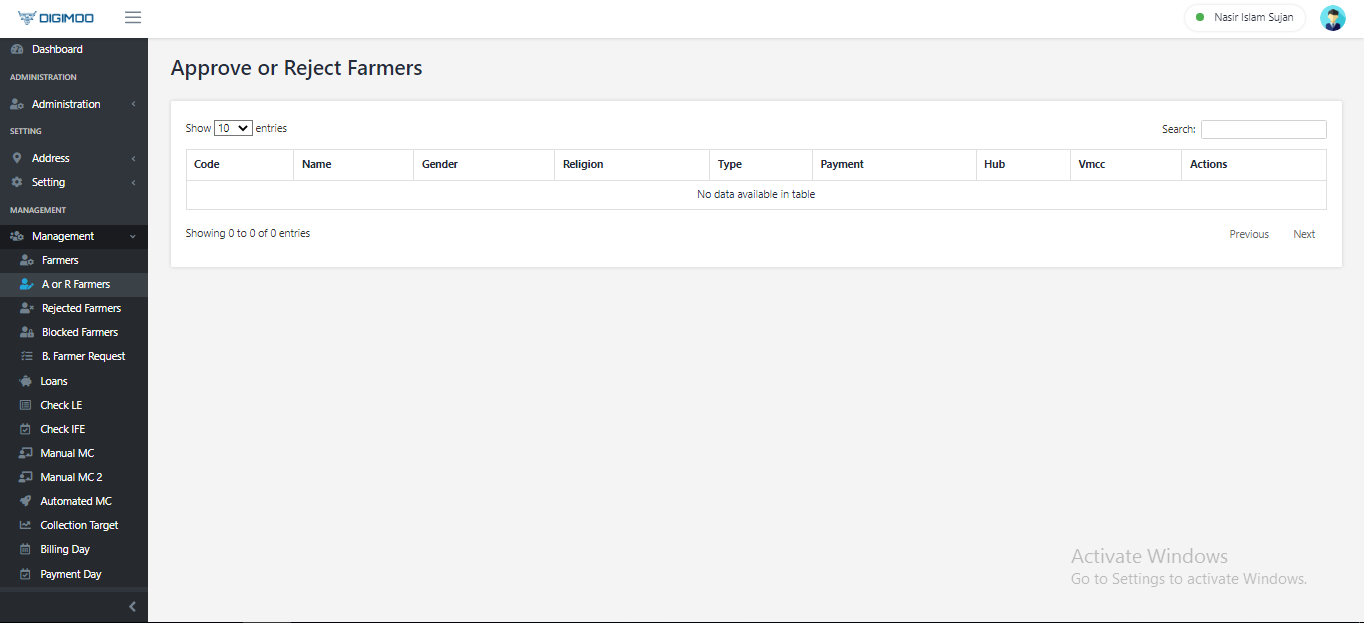 DIGIMOO
Nasir Islam Sujan
Dashboard
ADMINISTRATION
Administration
SETTING
Address
Setting
MANAGEMENT
Management
Farmers
A or R Farmers
Rejected Farmers
Blocked Farmers
B. Farmer Request
Loans
Check LE
Check IFE
Manual MC
Manual MC 2
Automated MC
Collection Target
Billing Day
Payment Day
Approve or Reject Farmers
Show 10 entries
Search:
Code Name Gender Religion Type Payment Hub Vmcc Actions
No data available in table
Showing 0 to 0 of 0 entries
Previous Next
Activate Windows
Go to Settings to activate Windows.